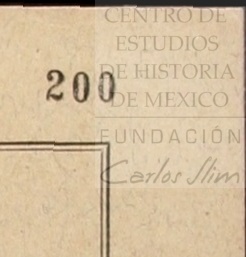 CENTRO DE
ESTUDIOS
DE HISTORIA
DE MEXICO
200
FUNDACIÓN
Carlos Slim